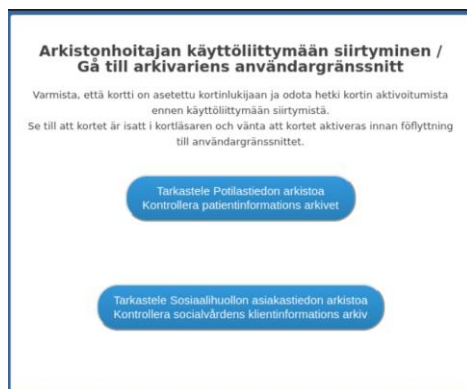 Arkistonhoitajan käyttöliittymään siirtyminen /
Gå till arkivariens användargränssnitt
Varmista, että kortti on asetettu kortinlukijaan ja odota hetki kortin aktivoitumista
ennen käyttöliittymään siirtymistä.
Se till att kortet är isatt i kortläsaren och vänta att kortet aktiveras innan föflyttning
till användargränssnittet.
Tarkastele Potilastiedon arkistoa
Kontrollera patientinformations arkivet
Tarkastele Sosiaalihuollon asiakastiedon arkistoa
Kontrollera socialvårdens klientinformations arkiv